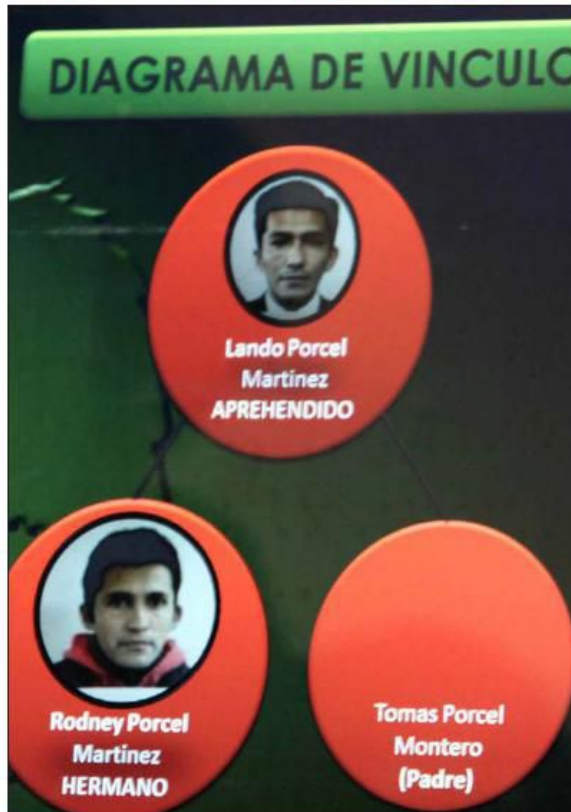 DIAGRAMA DE VINCULO
Lando Porcel
Martinez
APREHENDIDO
Rodney Porcel
Martinez
HERMANO
Tomas Porcel
Montero
(Padre)